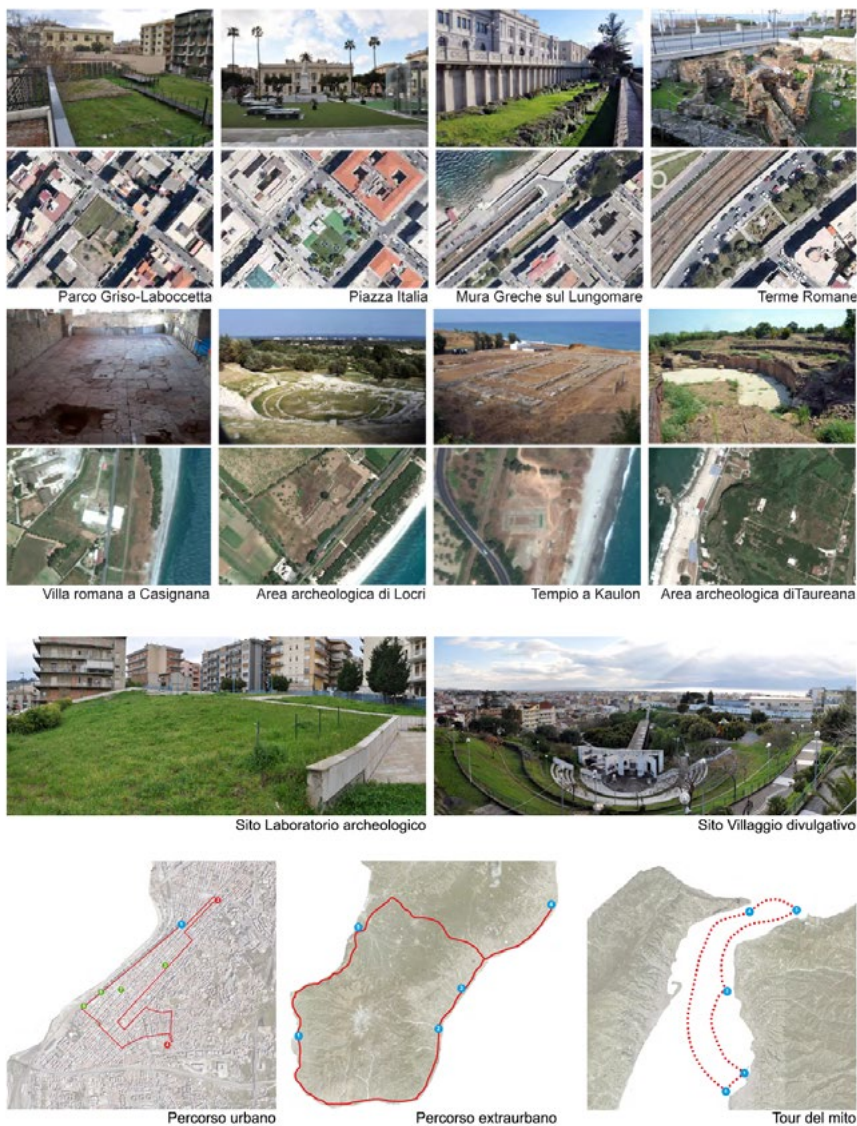 Parco Griso-Laboccetta
Piazza Italia
Mura Greche sul Lungomare
Terme Romane
Villa romana a Casignana
Area archeologica di Locri
Tempio a Kaulon
Area archeologica diTaureana
Sito Laboratorio archeologico
Sito Villaggio divulgativo
Percorso urbano
Percorso extraurbano
Tour del mito